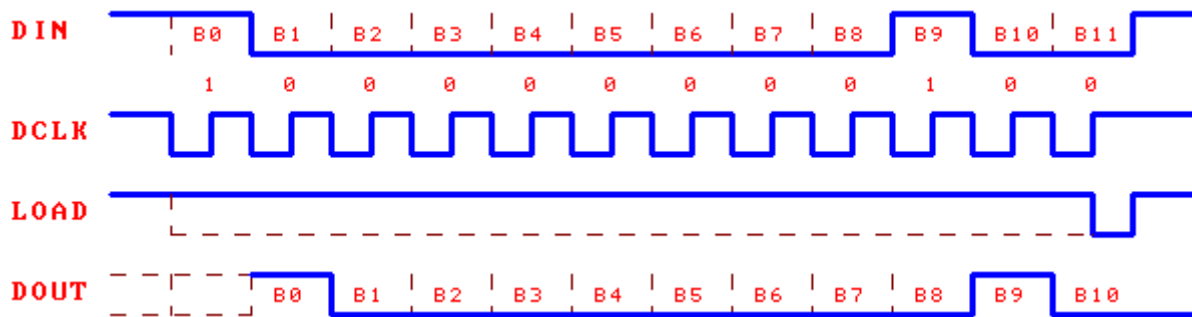 DIN B0 B1 B2 B3 B4 B5 B6 B7 B8 B9 B10 B11
1 0 0 0 0 0 0 0 0 1 0 0
DCLK
LOAD
DOUT B0 B1 B2 B3 B4 B5 B6 B7 B8 B9 B10